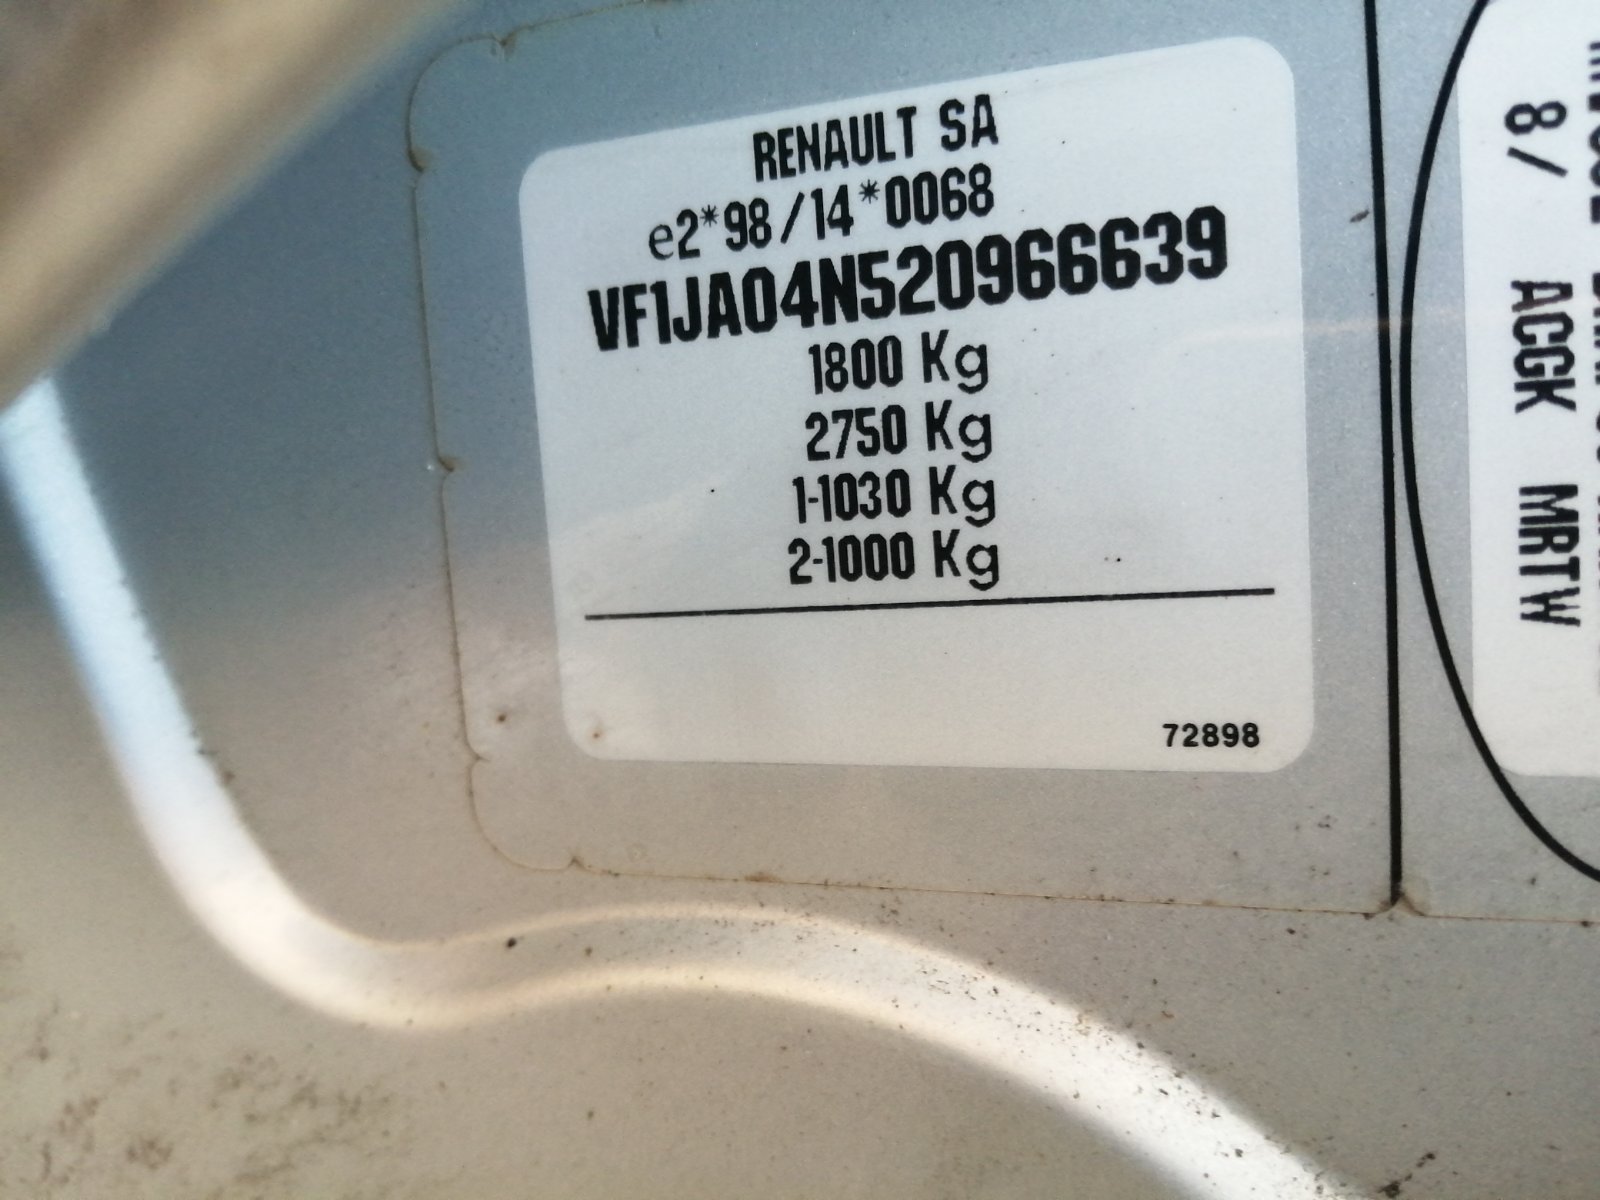 RENAULT SA
e2*98/14*0068
VF1JA04N520966639
1800 Kg
2750 Kg
1-1030 Kg
2-1000 Kg
72898
8/ ACGK MRTW